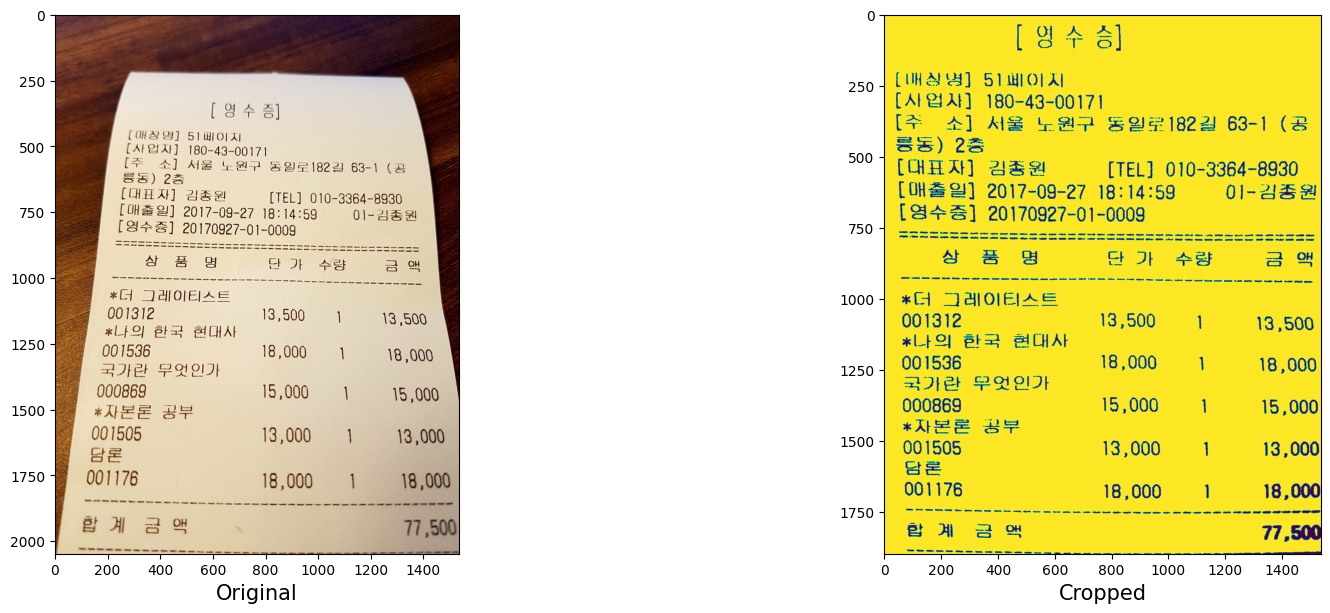 0
250
500
750
1000
1250
1500
1750
2000
[ 영 수 증]
[매장명] 51페이지
[사업자] 180-43-00171
[주 소] 서울 노원구 동일로182길 63-1 (공
릉동) 2층
[대표자] 김종원 [TEL] 010-3364-8930
[매출일] 2017-09-27 18:14:59 01-김종원
[영수증] 20170927-01-0009
상 품 명 단 가 수량 금 액
*더 그레이티스트
001312 13,500 1 13,500
*나의 한국 현대사
001536 18,000 1 18,000
국가란 무엇인가
000869 15,000 1 15,000
*자본론 공부
001505 13,000 1 13,000
담론
001176 18,000 1 18,000
합 계 금 액 77,500
0 200 400 600 800 1000 1200 1400
Original
0
250
500
750
1000
1250
1500
1750
[ 영 수 증]
[매장명] 51페이지
[사업자] 180-43-00171
[주 소] 서울 노원구 동일로182길 63-1 (공
릉동) 2층
[대표자] 김종원 [TEL] 010-3364-8930
[매출일] 2017-09-27 18:14:59 01-김종원
[영수증] 20170927-01-0009
상 품 명 단 가 수량 금 액
*더 그레이티스트
001312 13,500 1 13,500
*나의 한국 현대사
001536 18,000 1 18,000
국가란 무엇인가
000869 15,000 1 15,000
*자본론 공부
001505 13,000 1 13,000
담론
001176 18,000 1 18,000
합 계 금 액 77,500
0 200 400 600 800 1000 1200 1400
Cropped